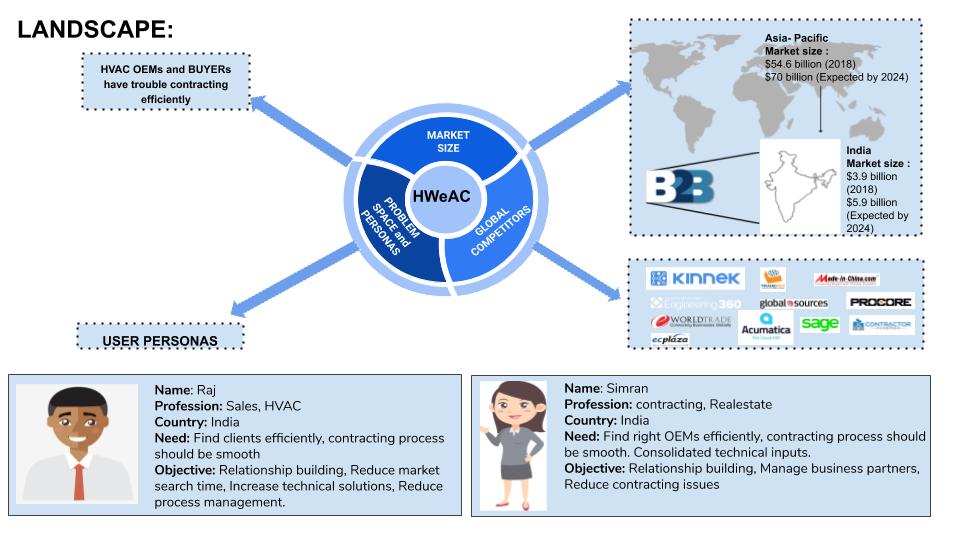 LANDSCAPE:
HVAC OEMs and BUYERs
have trouble contracting
efficiently
MARKET
SIZE
PROBLEM
SPACE and
PERSONAS
HWeAC
GLOBAL
COMPETITORS
Asia- Pacific
Market size :
$54.6 billion (2018)
$70 billion (Expected by 2024)
B2B
India
Market size :
$3.9 billion
(2018)
$5.9 billion
(Expected by
2024)
KINNEK
Made-in-China.com
Engineering360
global sources
PROCORE
WORLDTRADE
Connecting Businesses Globally
Acumatica
The Cloud ERP
sage
CONTRACTOR
ecplaza
USER PERSONAS
Name: Raj
Profession: Sales, HVAC
Country: India
Need: Find clients efficiently, contracting process
should be smooth
Objective: Relationship building, Reduce market
search time, Increase technical solutions, Reduce
process management.
Name: Simran
Profession: contracting, Realestate
Country: India
Need: Find right OEMs efficiently, contracting process should
be smooth. Consolidated technical inputs.
Objective: Relationship building, Manage business partners,
Reduce contracting issues